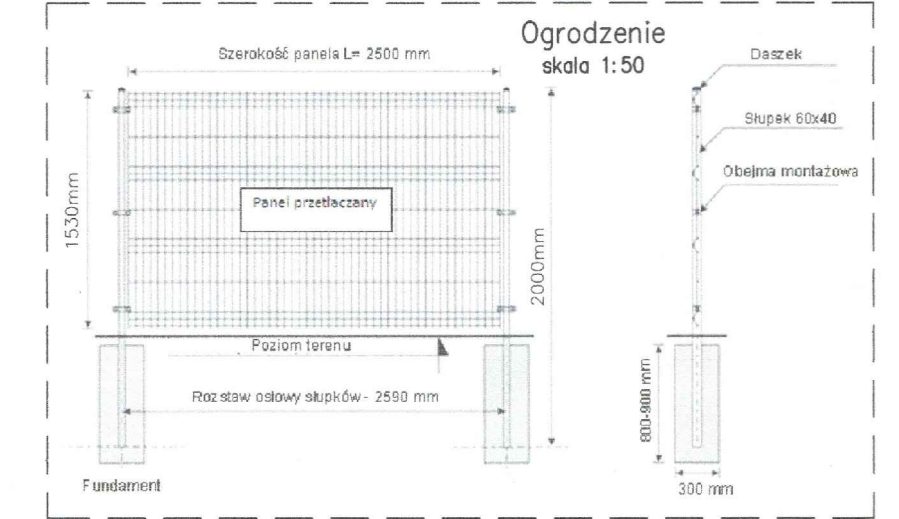 Ogrodzenie
skala 1:50
Szerokość panela L= 2500 mm
Daszek
Słupek 60x40
Obejma montażowa
Panel przetłaczany
1530mm
2000mm
Poziom terenu
Rozstaw osiowy słupków - 2590 mm
800-900 mm
Fundament
300 mm